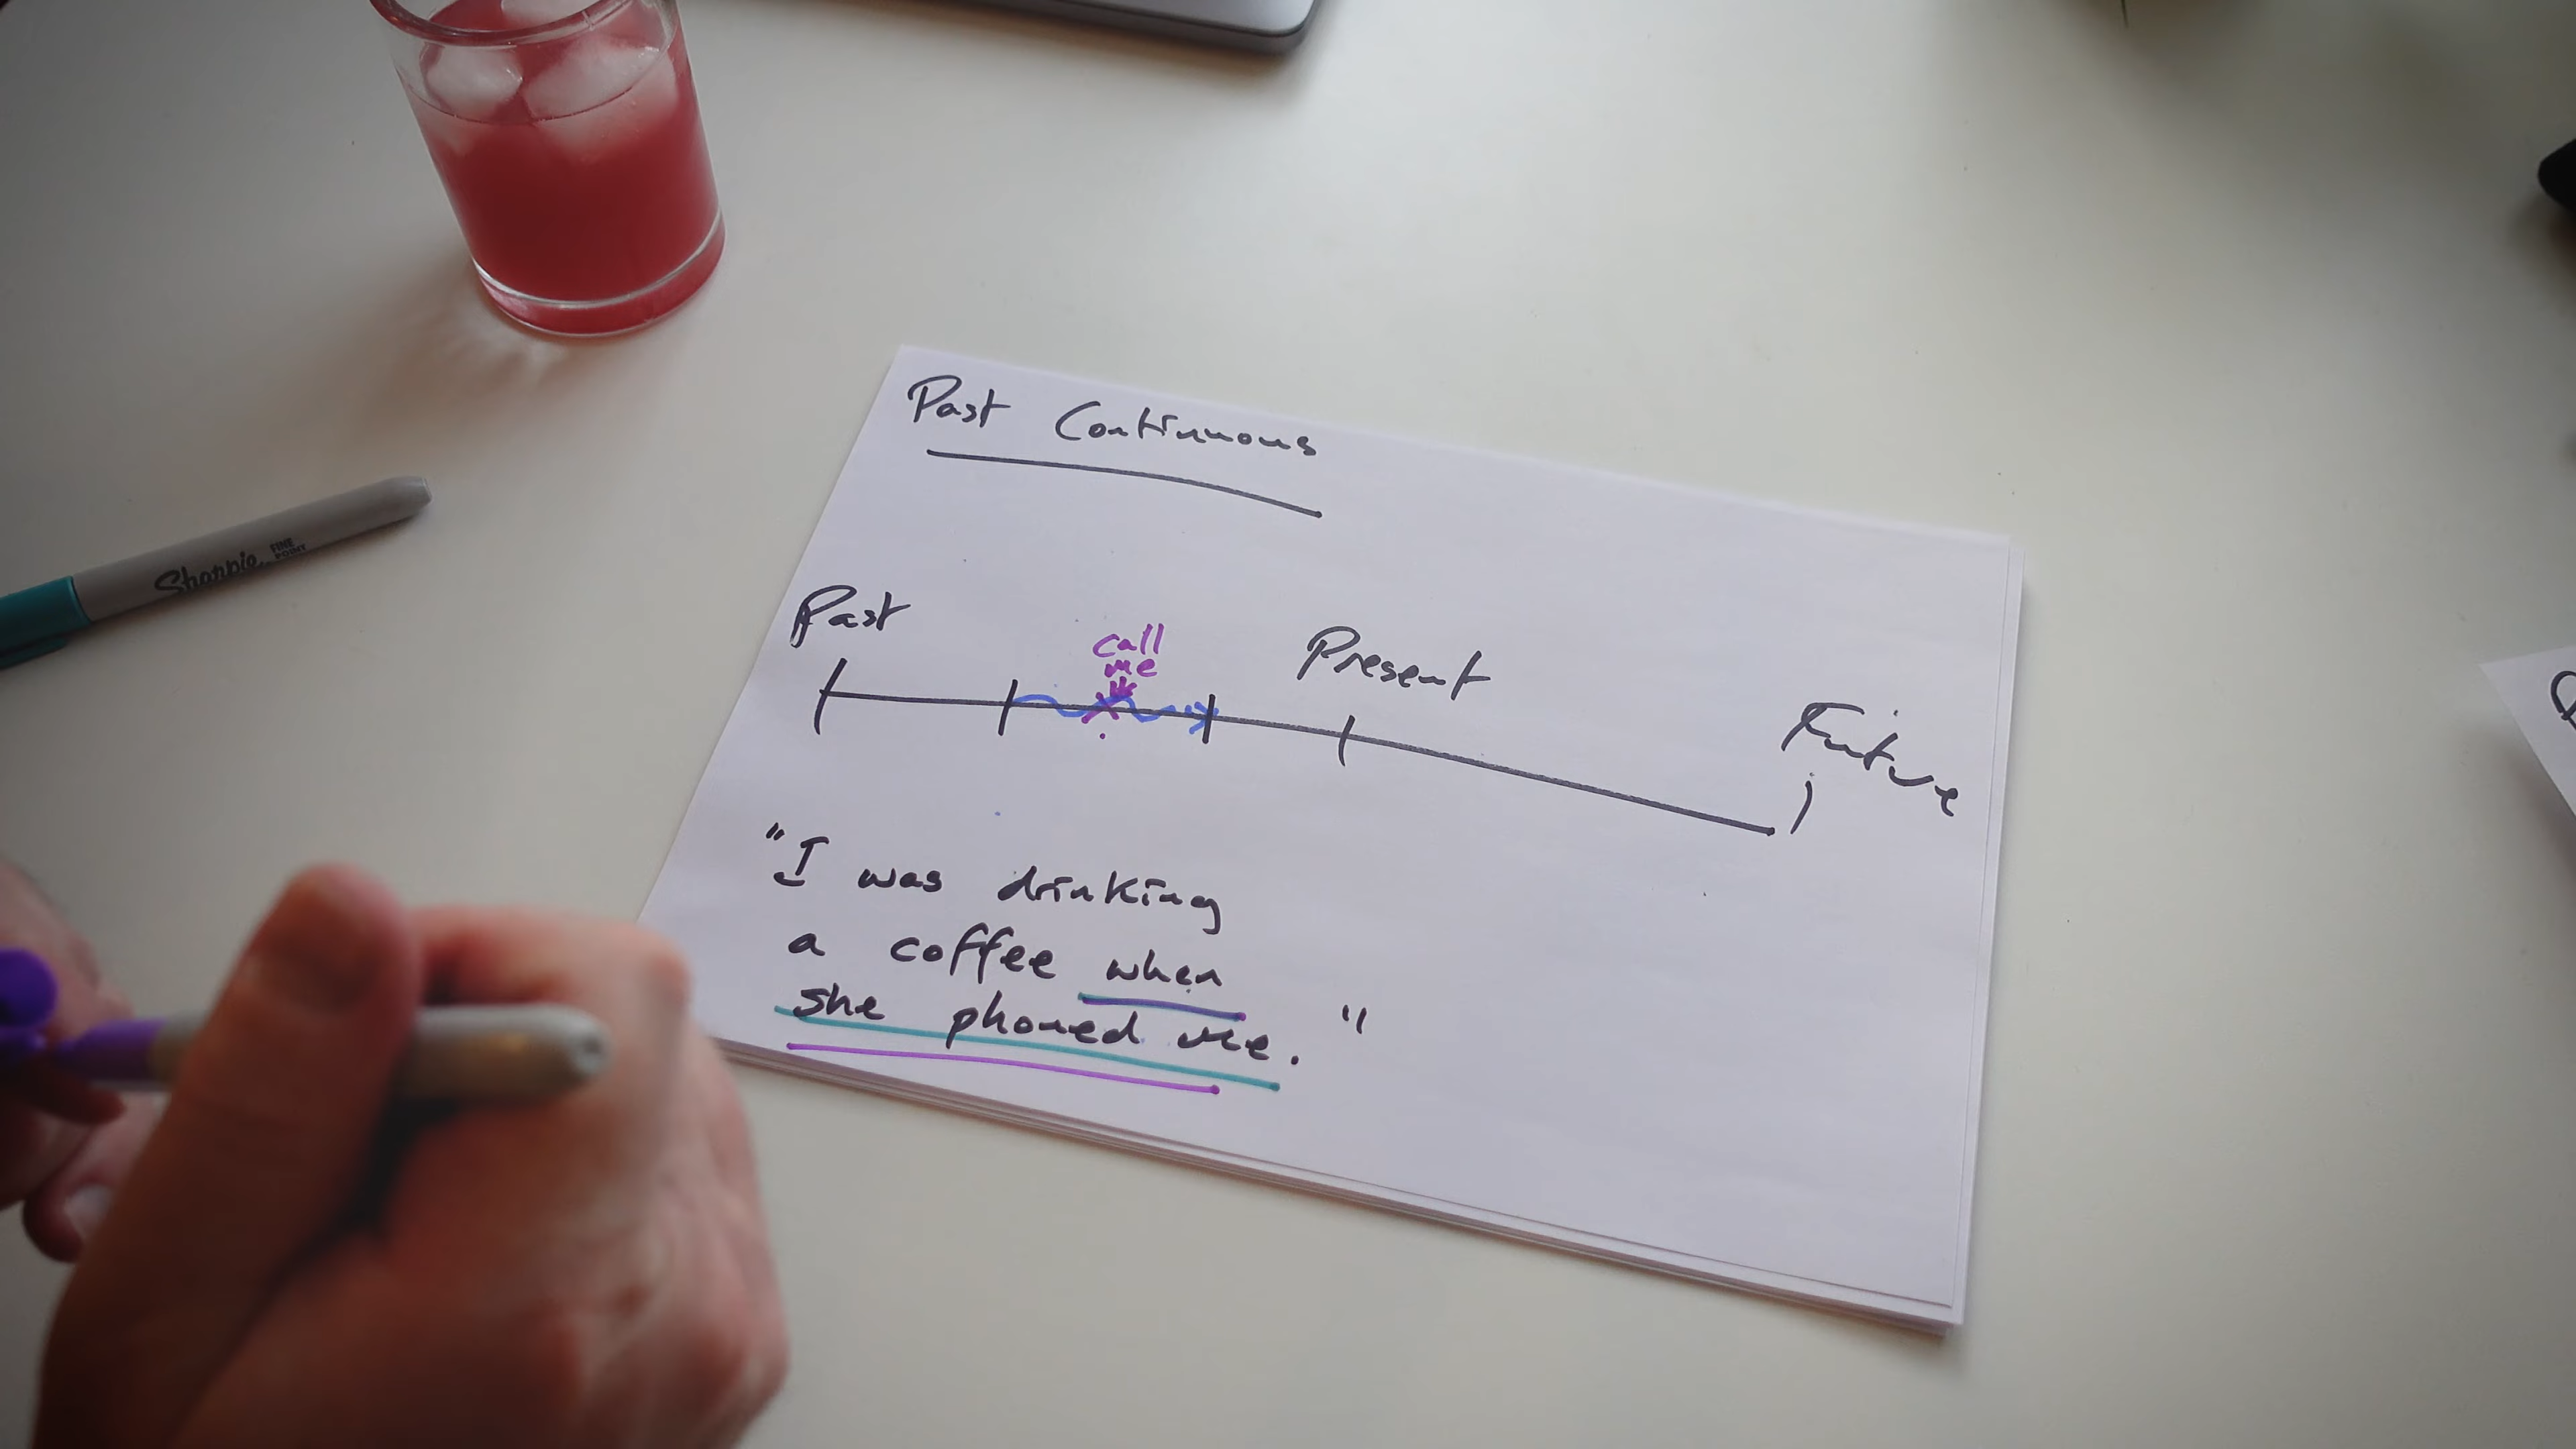 Sharpie.
FINE
POINT
Past Continuous
Past
call
me
Present
Future
"I was drinking
a coffee when
she phoned me."